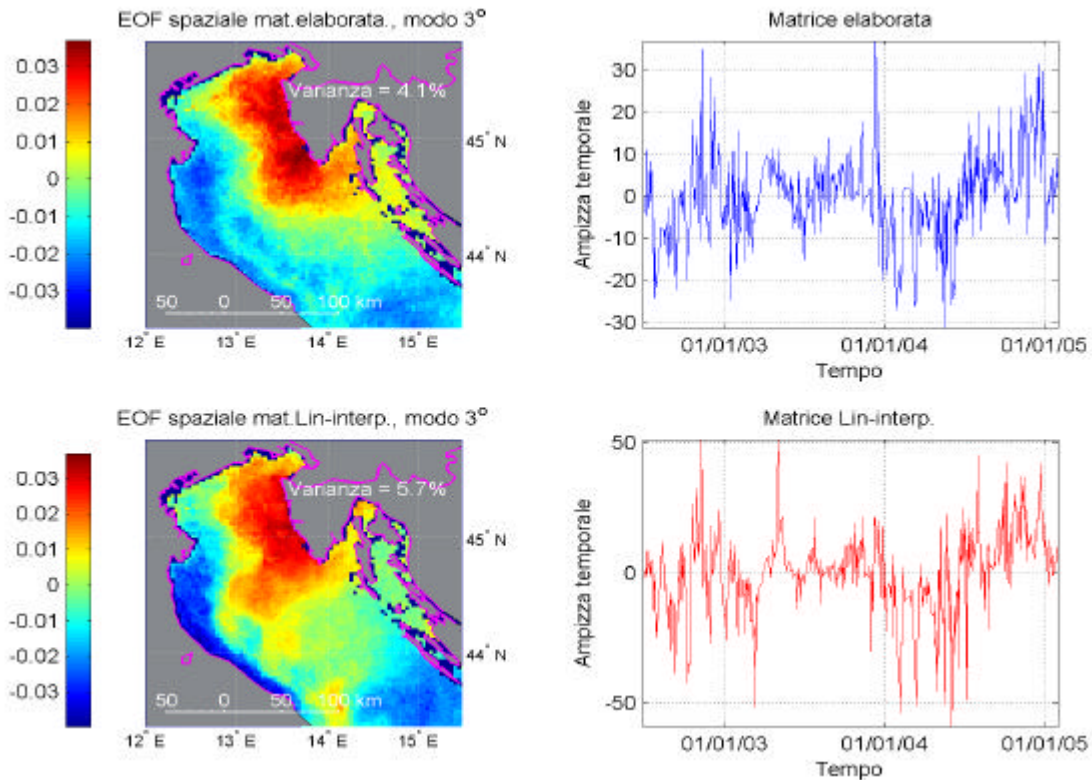 EOF spaziale mat.elaborata., modo 3°
0.03
0.02
0.01
0
-0.01
-0.02
-0.03
Varianza = 4.1%
45° N
44° N
50 0 50 100 km
12° E 13° E 14° E 15° E
Matrice elaborata
Ampizza temporale
30
20
10
0
-10
-20
-30
01/01/03 01/01/04 01/01/05
Tempo
EOF spaziale mat.Lin-interp., modo 3°
0.03
0.02
0.01
0
-0.01
-0.02
-0.03
Varianza = 5.7%
45° N
44° N
50 0 50 100 km
12° E 13° E 14° E 15° E
Matrice Lin-interp.
Ampizza temporale
50
0
-50
01/01/03 01/01/04 01/01/05
Tempo